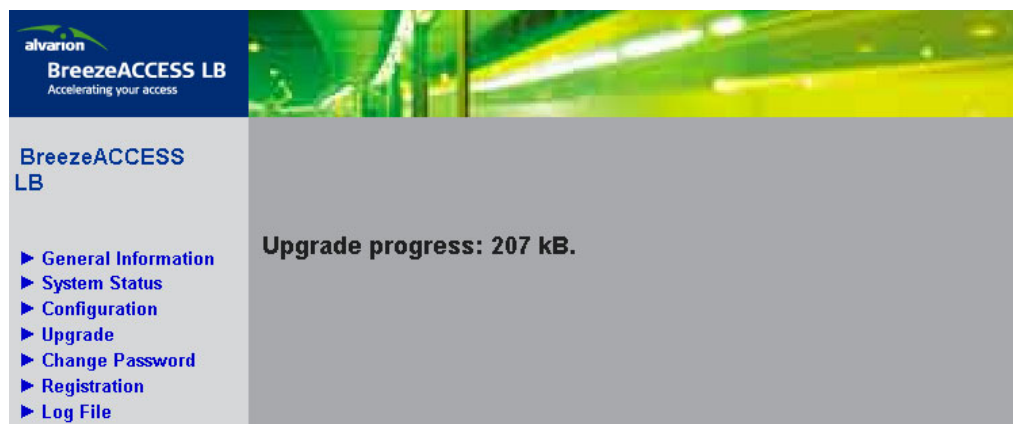 alvarion
BreezeACCESS LB
Accelerating your access
BreezeACCESS
LB
General Information
System Status
Configuration
Upgrade
Change Password
Registration
Log File
Upgrade progress: 207 kB.